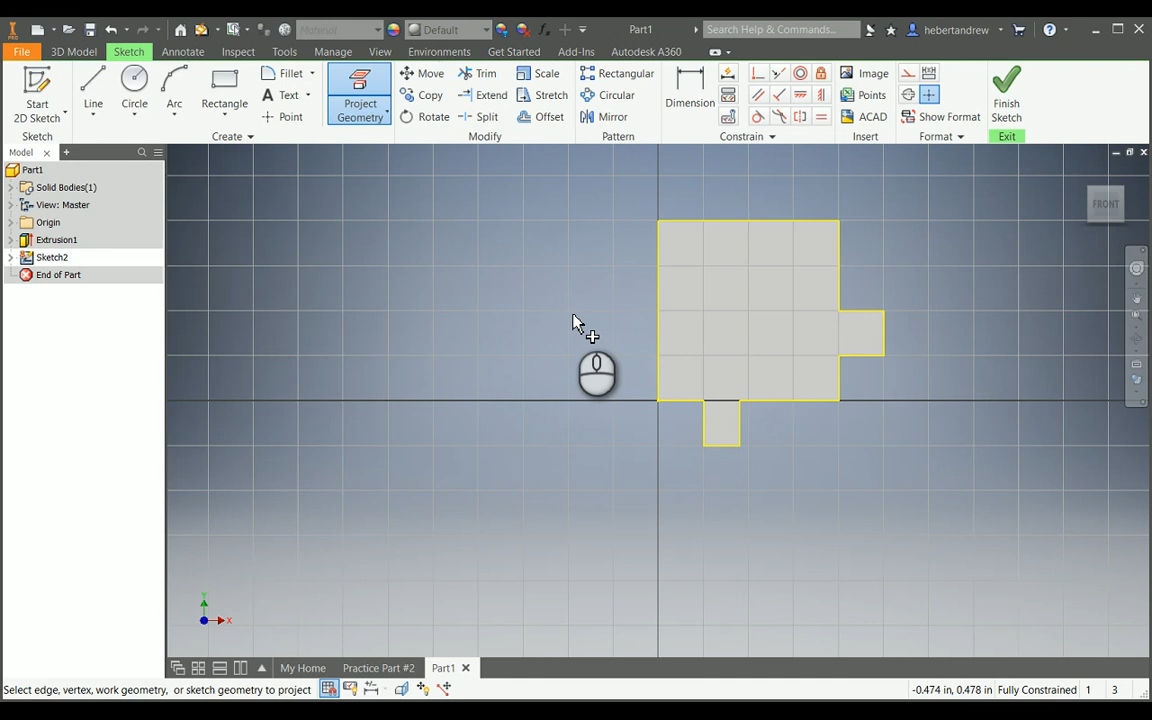 Material Default Part1 Search Help & Commands... hebertandrew
PRO
File 3D Model Sketch Annotate Inspect Tools Manage View Environments Get Started Add-Ins Autodesk A360
Start 2D Sketch Line Circle Arc Rectangle Fillet Text Point Project Geometry Move Copy Rotate Trim Extend Split Scale Stretch Offset Rectangular Circular Mirror Dimension Image Points ACAD Show Format Finish Sketch
Sketch Create Modify Pattern Constrain Insert Format Exit
Model
Part1
Solid Bodies(1)
View: Master
Origin
Extrusion1
Sketch2
End of Part
FRONT
Y
X
My Home Practice Part #2 Part1
Select edge, vertex, work geometry, or sketch geometry to project -0.474 in, 0.478 in Fully Constrained 1 3